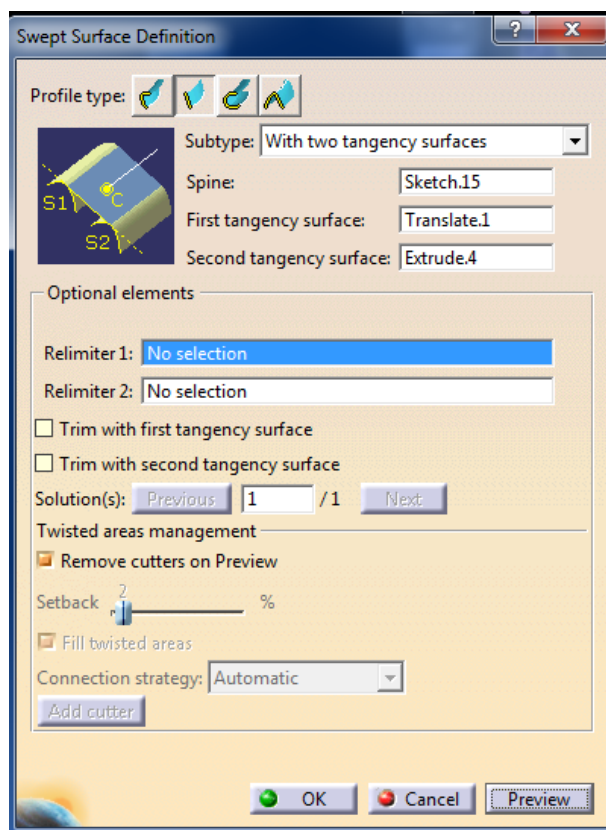 Swept Surface Definition
Profile type:
Subtype: With two tangency surfaces
S1 C S2
Spine: Sketch.15
First tangency surface: Translate.1
Second tangency surface: Extrude.4
Optional elements
Relimiter 1: No selection
Relimiter 2: No selection
Trim with first tangency surface
Trim with second tangency surface
Solution(s): Previous 1 / 1 Next
Twisted areas management
Remove cutters on Preview
Setback 2 %
Fill twisted areas
Connection strategy: Automatic
Add cutter
OK Cancel Preview